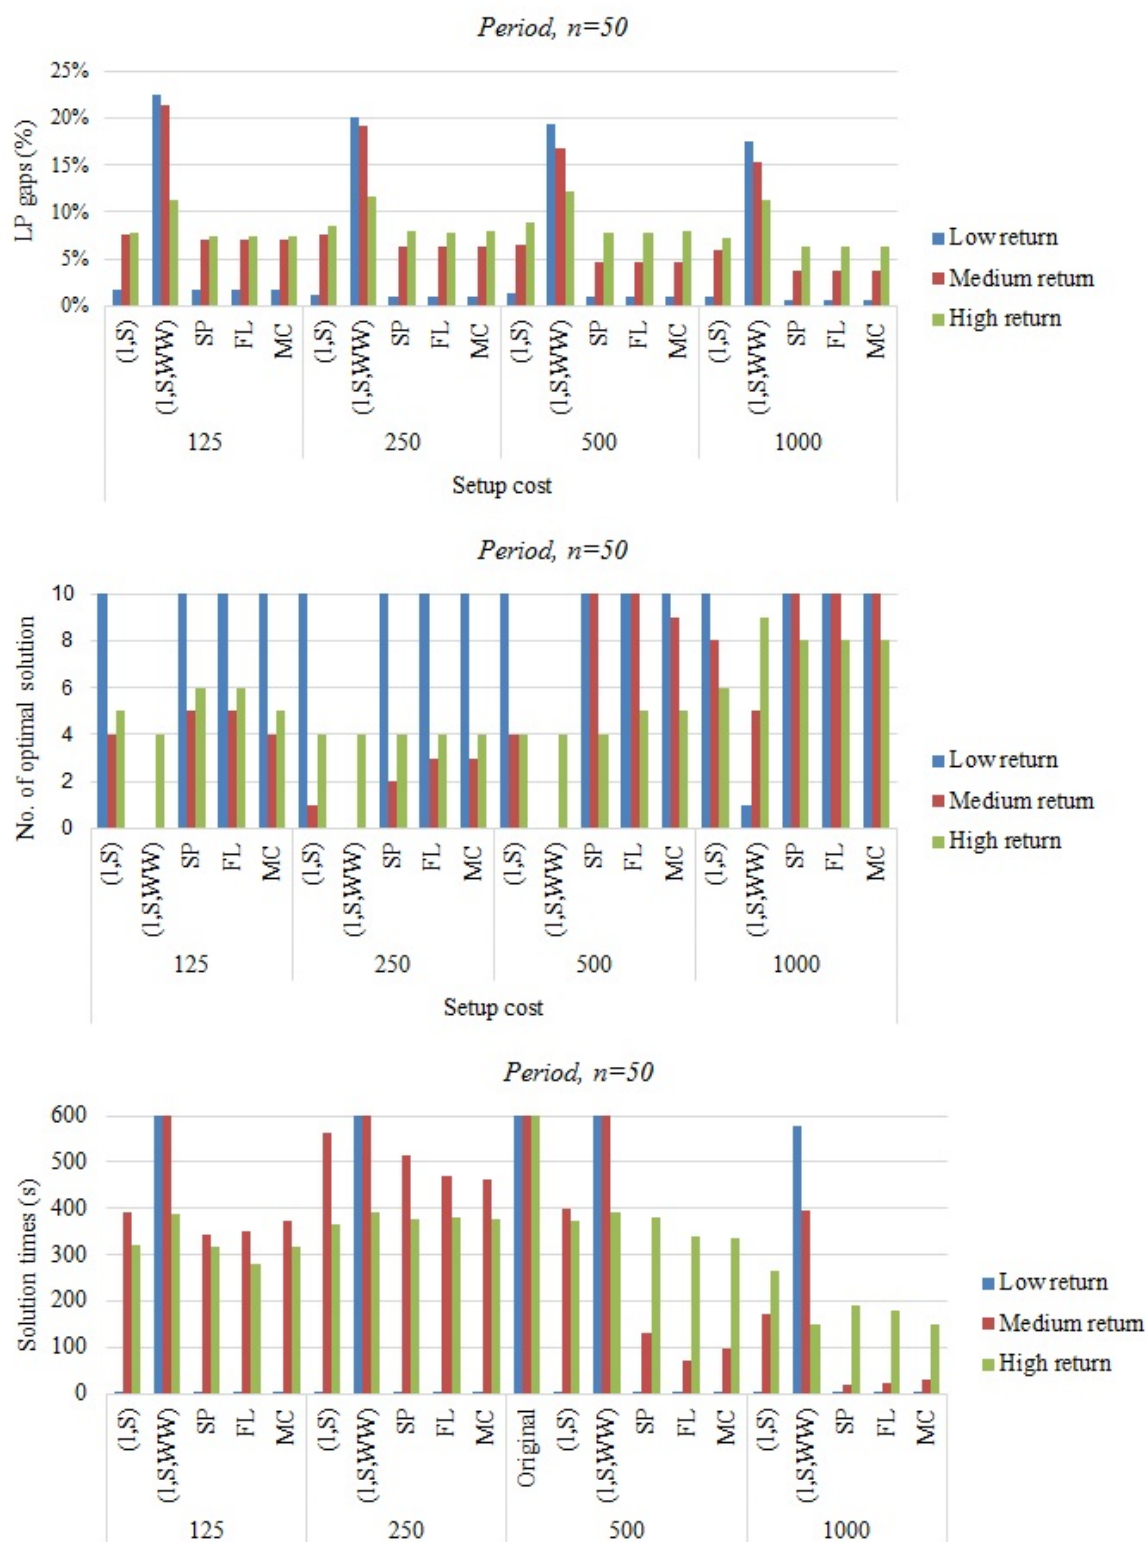 Period, n=50
25%
20%
15%
10%
5%
0%
LP gaps (%)
(l,S) (l,S,WW) SP FL MC (l,S) (l,S,WW) SP FL MC (l,S) (l,S,WW) SP FL MC (l,S) (l,S,WW) SP FL MC
125 250 500 1000
Setup cost
Low return
Medium return
High return
Period, n=50
10
8
6
4
2
0
No. of optimal solution
(l,S) (l,S,WW) SP FL MC (l,S) (l,S,WW) SP FL MC (l,S) (l,S,WW) SP FL MC (l,S) (l,S,WW) SP FL MC
125 250 500 1000
Setup cost
Low return
Medium return
High return
Period, n=50
600
500
400
300
200
100
0
Solution times (s)
(l,S) (l,S,WW) SP FL MC (l,S) (l,S,WW) SP FL MC Original (l,S) (l,S,WW) SP FL MC (l,S) (l,S,WW) SP FL MC
125 250 500 1000
Low return
Medium return
High return